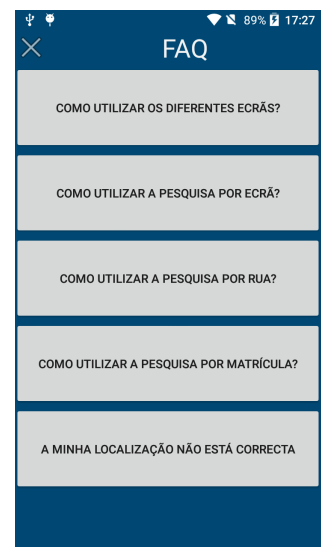 89% 17:27
FAQ
COMO UTILIZAR OS DIFERENTES ECRÃS?
COMO UTILIZAR A PESQUISA POR ECRÃ?
COMO UTILIZAR A PESQUISA POR RUA?
COMO UTILIZAR A PESQUISA POR MATRÍCULA?
A MINHA LOCALIZAÇÃO NÃO ESTÁ CORRECTA